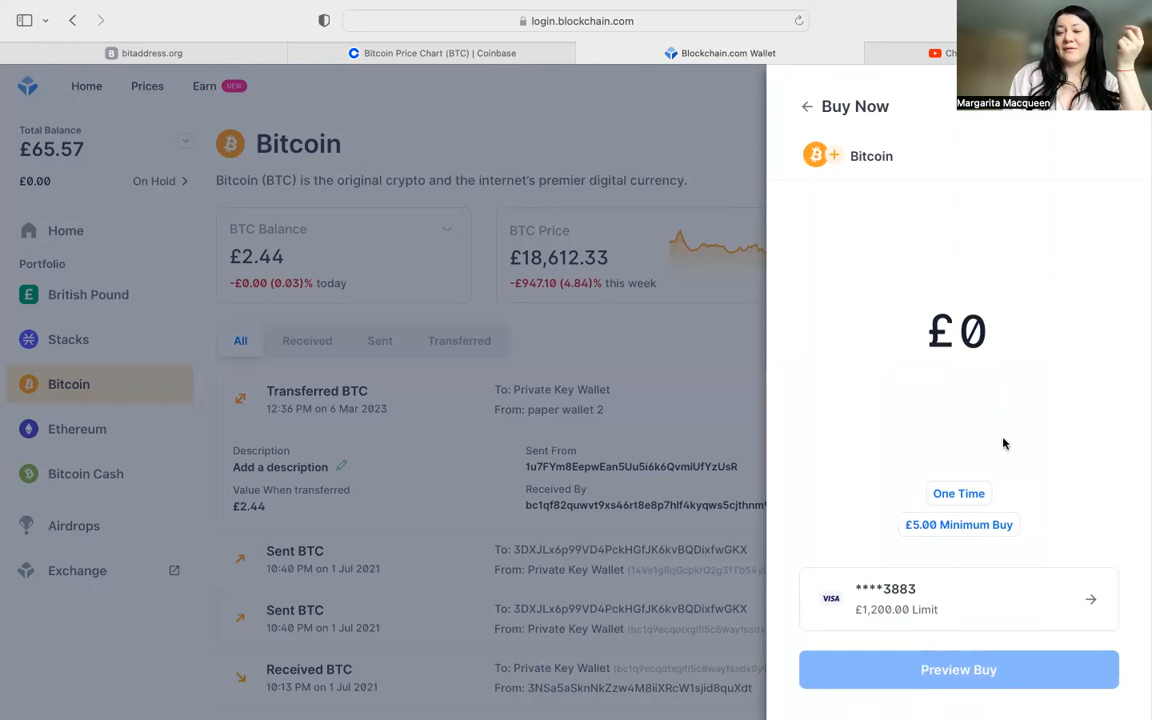 login.blockchain.com
bitaddress.org
Bitcoin Price Chart (BTC) | Coinbase
Blockchain.com Wallet
Ch
Margarita Macqueen
Home
Prices
Earn
NEW
Total Balance
£65.57
£0.00
On Hold
Home
Portfolio
British Pound
Stacks
Bitcoin
Ethereum
Bitcoin Cash
Airdrops
Exchange
Bitcoin
Bitcoin (BTC) is the original crypto and the internet's premier digital currency.
BTC Balance
£2.44
-£0.00 (0.03)% today
BTC Price
£18,612.33
-£947.10 (4.84)% this week
All
Received
Sent
Transferred
Transferred BTC
12:36 PM on 6 Mar 2023
To: Private Key Wallet
From: paper wallet 2
Description
Add a description
Value When transferred
£2.44
Sent From
1u7FYm8EepwEan5Uu5i6k6QvmiUfYzUsR
Received By
Sent BTC
10:40 PM on 1 Jul 2021
To: 3DXJLx6p99VD4PckHGfJK6kvBQDixfwGKX
From: Private Key Wallet
Sent BTC
10:40 PM on 1 Jul 2021
To: 3DXJLx6p99VD4PckHGfJK6kvBQDixfwGKX
From: Private Key Wallet
Received BTC
10:13 PM on 1 Jul 2021
To: Private Key Wallet
From: 3NSa5aSknNkZzw4M8iiXRcW1sjid8quXdt
Buy Now
Bitcoin
£0
One Time
£5.00 Minimum Buy
VISA
****3883
£1,200.00 Limit
Preview Buy